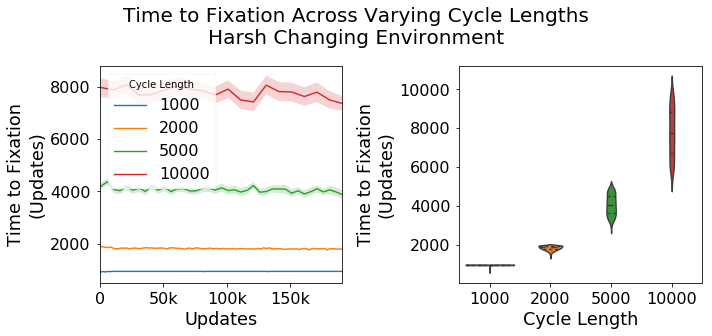 Time to Fixation Across Varying Cycle Lengths
Harsh Changing Environment
Time to Fixation
(Updates)
8000
6000
4000
2000
Cycle Length
1000
2000
5000
10000
0
50k
100k
150k
Updates
Time to Fixation
(Updates)
10000
8000
6000
4000
2000
1000
2000
5000
10000
Cycle Length